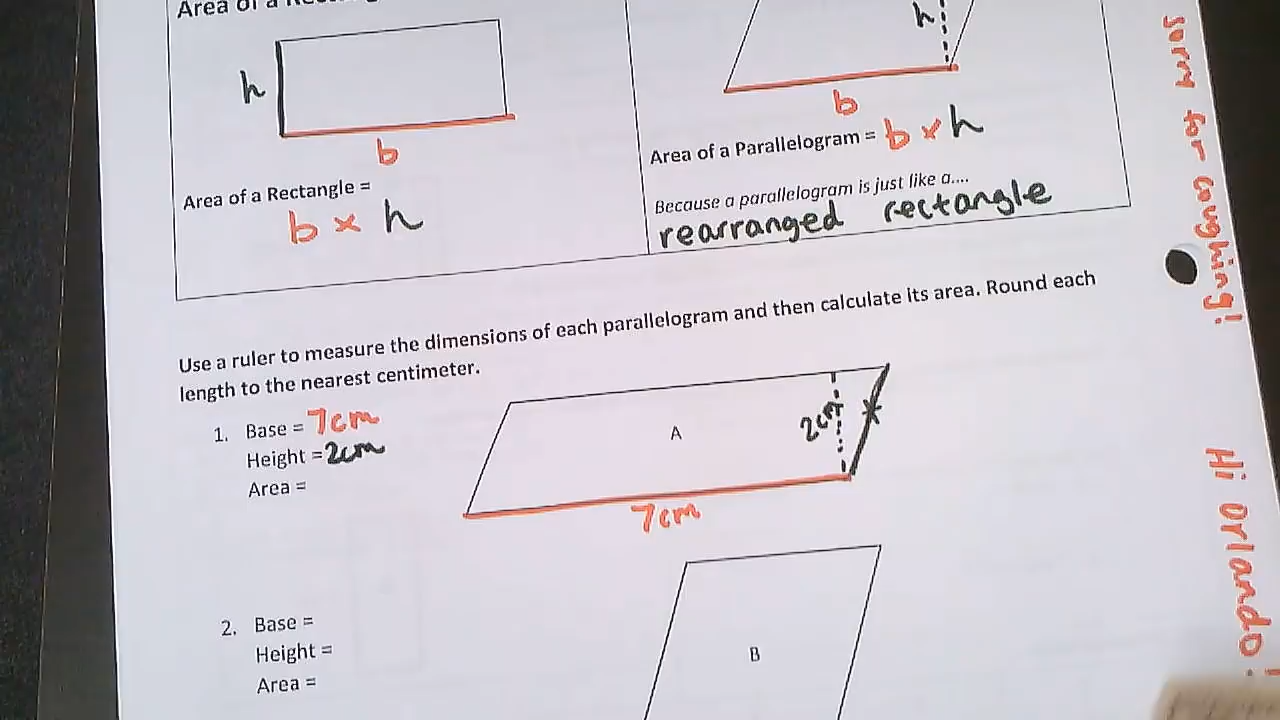 Area of a
h
b
Area of a Rectangle =
b x h
h
b
Area of a Parallelogram = b x h
Because a parallelogram is just like a....
rearranged rectangle
Use a ruler to measure the dimensions of each parallelogram and then calculate its area. Round each
length to the nearest centimeter.
1. Base = 7cm
Height = 2cm
Area =
A
2cm
7cm
2. Base =
Height =
Area =
B
Sorry for coughing!
Hi Orlando!